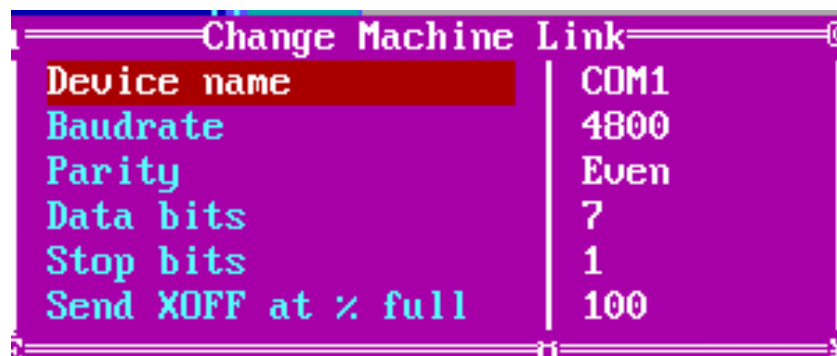 Change Machine Link
Device name COM1
Baudrate 4800
Parity Even
Data bits 7
Stop bits 1
Send XOFF at % full 100